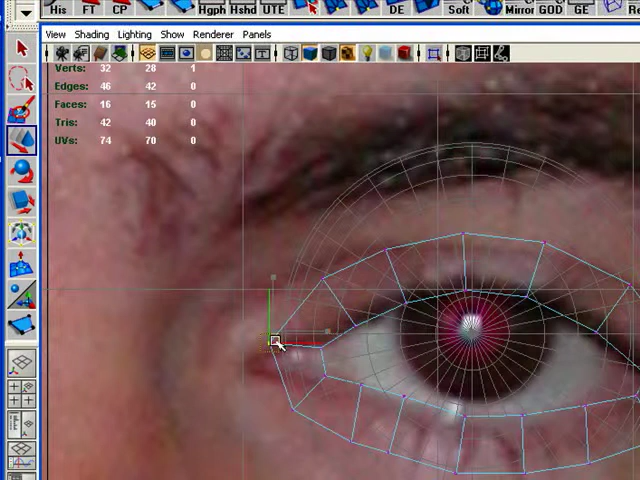 His FT CP Hgph Hshd UTE DE Soft Mirror GOD GE
View Shading Lighting Show Renderer Panels
Verts: 32 28 1
Edges: 46 42 0
Faces: 16 15 0
Tris: 42 40 0
UVs: 74 70 0